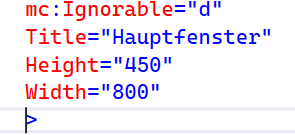 mc:Ignorable="d"
Title="Hauptfenster"
Height="450"
Width="800"
>